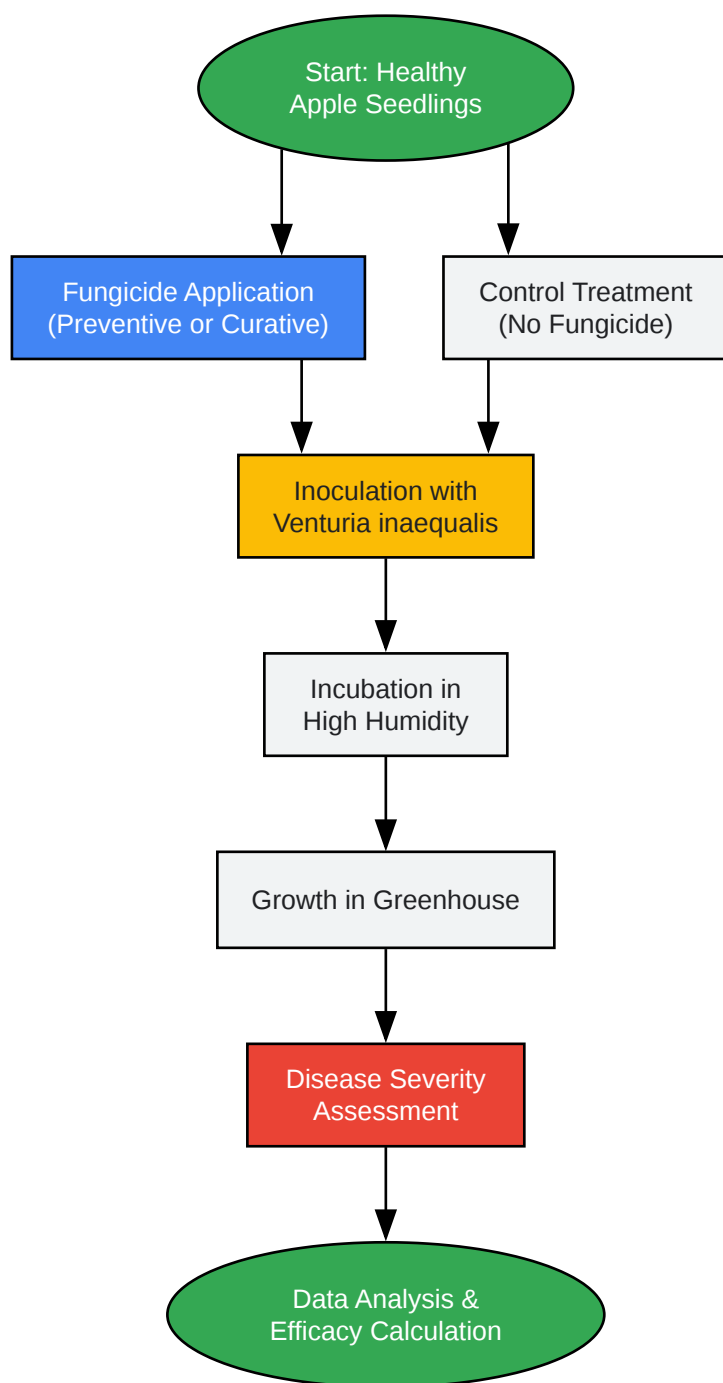 Start: Healthy
Apple Seedlings
Fungicide Application
(Preventive or Curative)
Control Treatment
(No Fungicide)
Inoculation with
Venturia inaequalis
Incubation in
High Humidity
Growth in Greenhouse
Disease Severity
Assessment
Data Analysis &
Efficacy Calculation